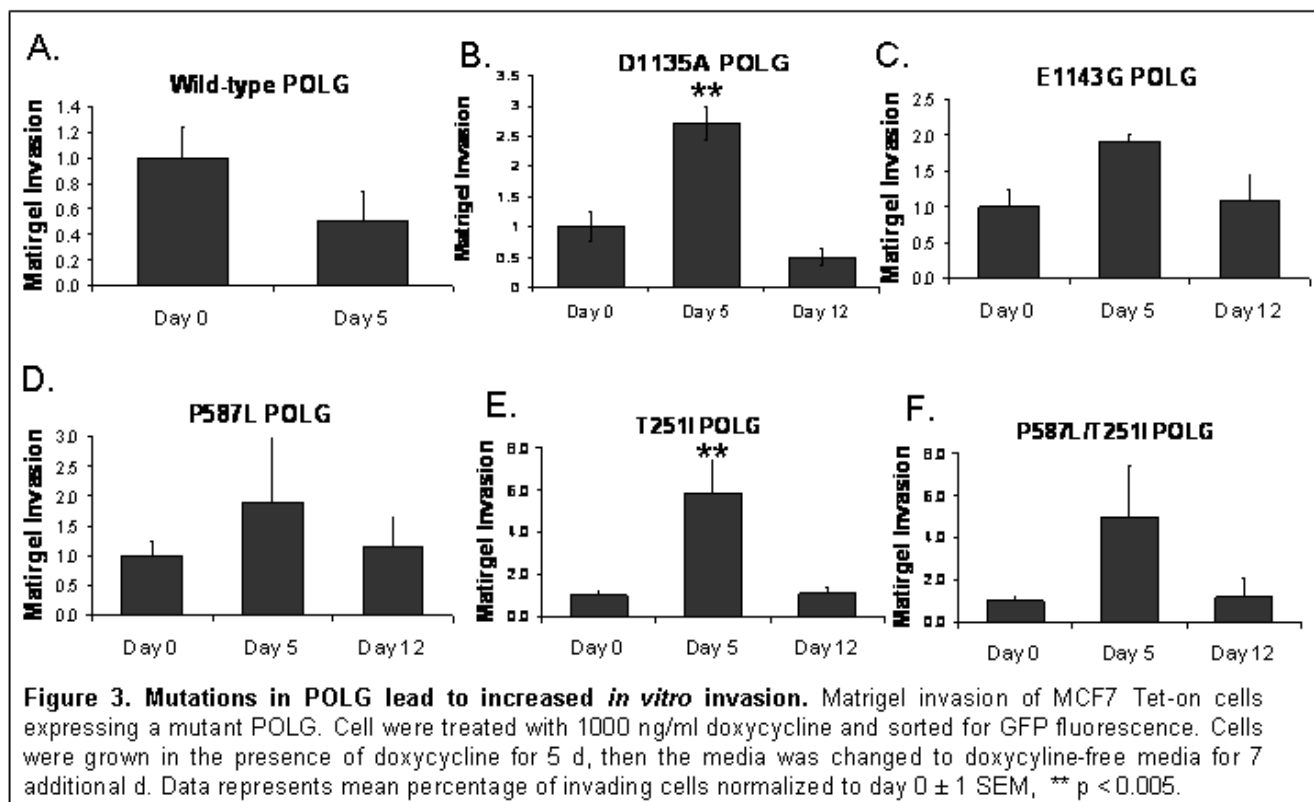 A.
Wild-type POLG
Matirgel Invasion
1.4
1.2
1.0
0.8
0.6
0.4
0.2
0.0
Day 0 Day 5
B.
D1135A POLG
**
Matrigel Invasion
3.5
3
2.5
2
1.5
1
0.5
0
Day 0 Day 5 Day 12
C.
E1143G POLG
Matirgel Invasion
2.5
2.0
1.5
1.0
0.5
0.0
Day 0 Day 5 Day 12
D.
P587L POLG
Matirgel Invasion
3.0
2.5
2.0
1.5
1.0
0.5
0.0
Day 0 Day 5 Day 12
E.
T251I POLG
**
Matirgel Invasion
8.0
6.0
4.0
2.0
0.0
Day 0 Day 5 Day 12
F.
P587L/T251I POLG
Matirgel Invasion
8.0
6.0
4.0
2.0
0.0
Day 0 Day 5 Day 12
Figure 3. Mutations in POLG lead to increased in vitro invasion. Matrigel invasion of MCF7 Tet-on cells
expressing a mutant POLG. Cell were treated with 1000 ng/ml doxycycline and sorted for GFP fluorescence. Cells
were grown in the presence of doxycycline for 5 d, then the media was changed to doxycyline-free media for 7
additional d. Data represents mean percentage of invading cells normalized to day 0 ± 1 SEM, ** p < 0.005.